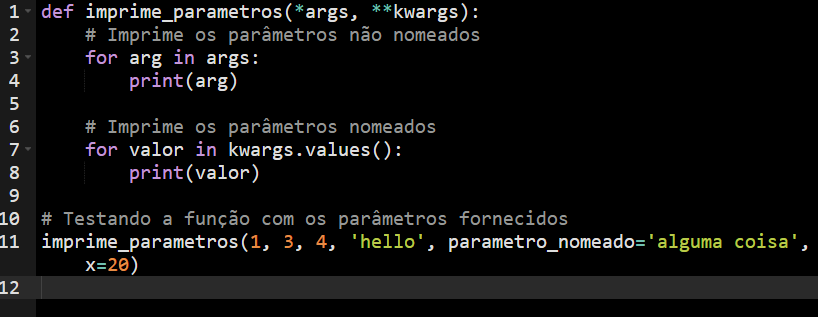 1 def imprime_parametros(*args, **kwargs):
2     # Imprime os parâmetros não nomeados
3     for arg in args:
4         print(arg)
5
6     # Imprime os parâmetros nomeados
7     for valor in kwargs.values():
8         print(valor)
9
10 # Testando a função com os parâmetros fornecidos
11 imprime_parametros(1, 3, 4, 'hello', parametro_nomeado='alguma coisa',
    x=20)
12